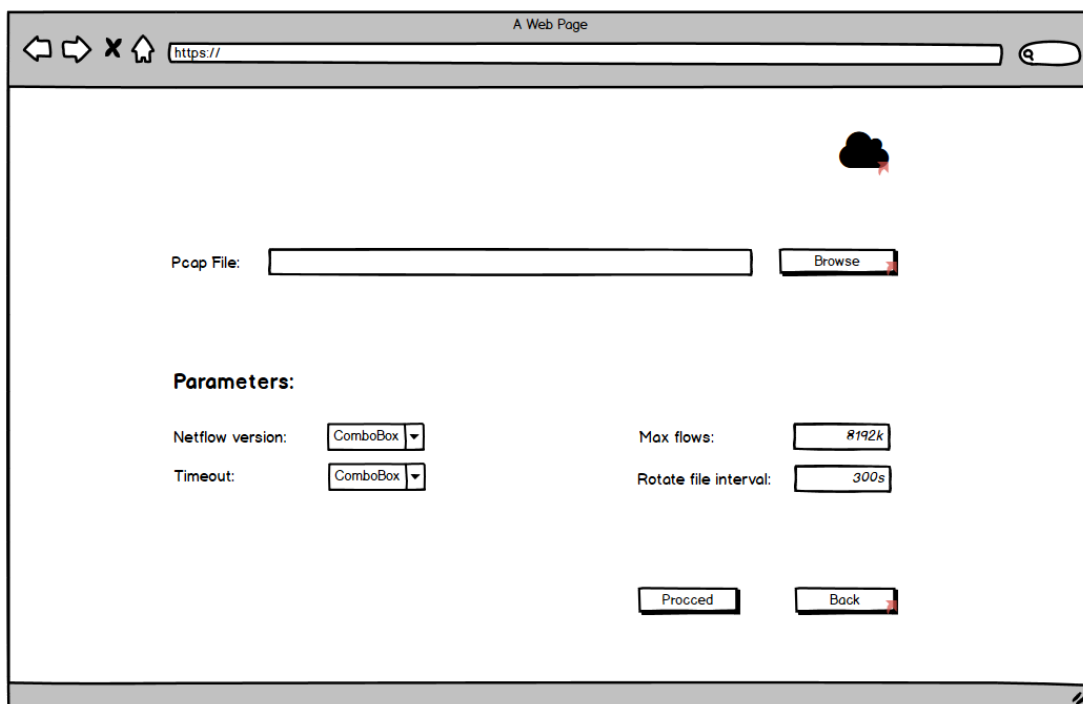 A Web Page
https://
Pcap File:
Browse
Parameters:
Netflow version:
ComboBox
Max flows:
8192k
Timeout:
ComboBox
Rotate file interval:
300s
Procced
Back